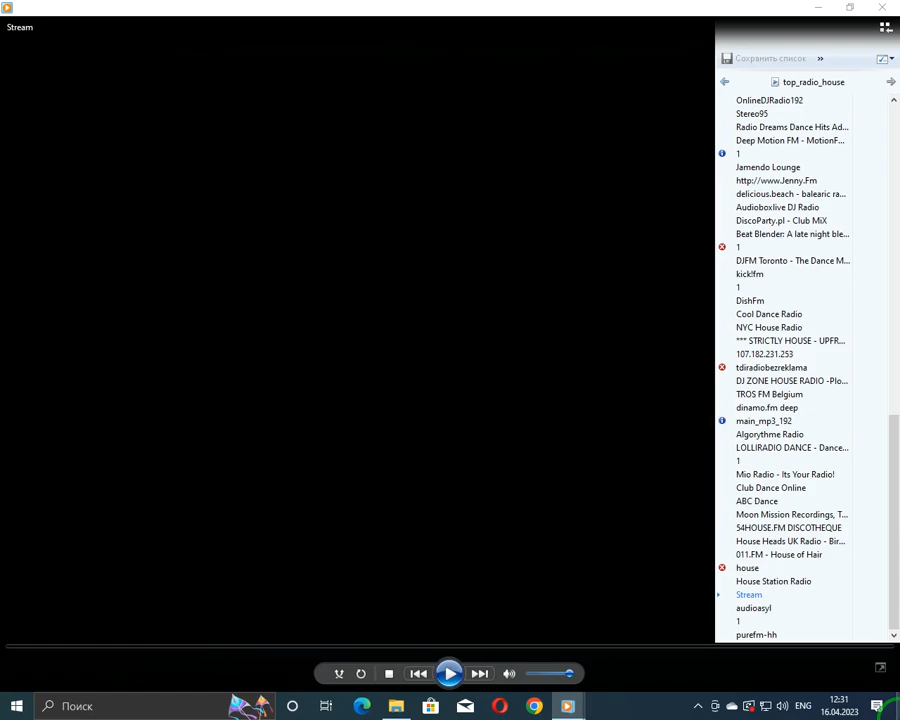 Stream
Сохранить список »
top_radio_house
OnlineDJRadio192
Stereo95
Radio Dreams Dance Hits Ad...
Deep Motion FM - MotionF...
1
Jamendo Lounge
http://www.Jenny.Fm
delicious.beach - balearic ra...
Audioboxlive DJ Radio
DiscoParty.pl - Club MiX
Beat Blender: A late night ble...
1
DJFM Toronto - The Dance M...
kick!fm
1
DishFm
Cool Dance Radio
NYC House Radio
*** STRICTLY HOUSE - UPFR...
107.182.231.253
tdiradiobezreklama
DJ ZONE HOUSE RADIO -Plo...
TROS FM Belgium
dinamo.fm deep
main_mp3_192
Algorythme Radio
LOLLIRADIO DANCE - Dance...
1
Mio Radio - Its Your Radio!
Club Dance Online
ABC Dance
Moon Mission Recordings, T...
54HOUSE.FM DISCOTHEQUE
House Heads UK Radio - Bir...
011.FM - House of Hair
house
House Station Radio
Stream
audioasyl
1
purefm-hh
Поиск
ENG
12:31
16.04.2023